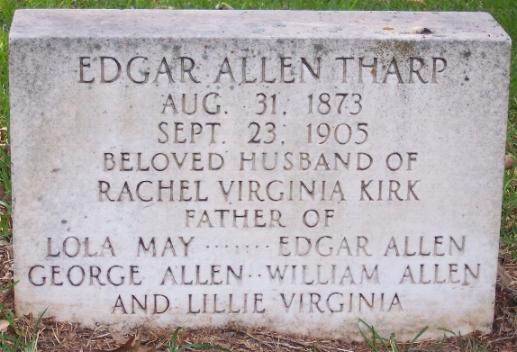 EDGAR ALLEN THARP
AUG. 31, 1873
SEPT. 23, 1905
BELOVED HUSBAND OF
RACHEL VIRGINIA KIRK
FATHER OF
LOLA MAY ······· EDGAR ALLEN
GEORGE ALLEN ·· WILLIAM ALLEN
AND LILLIE VIRGINIA